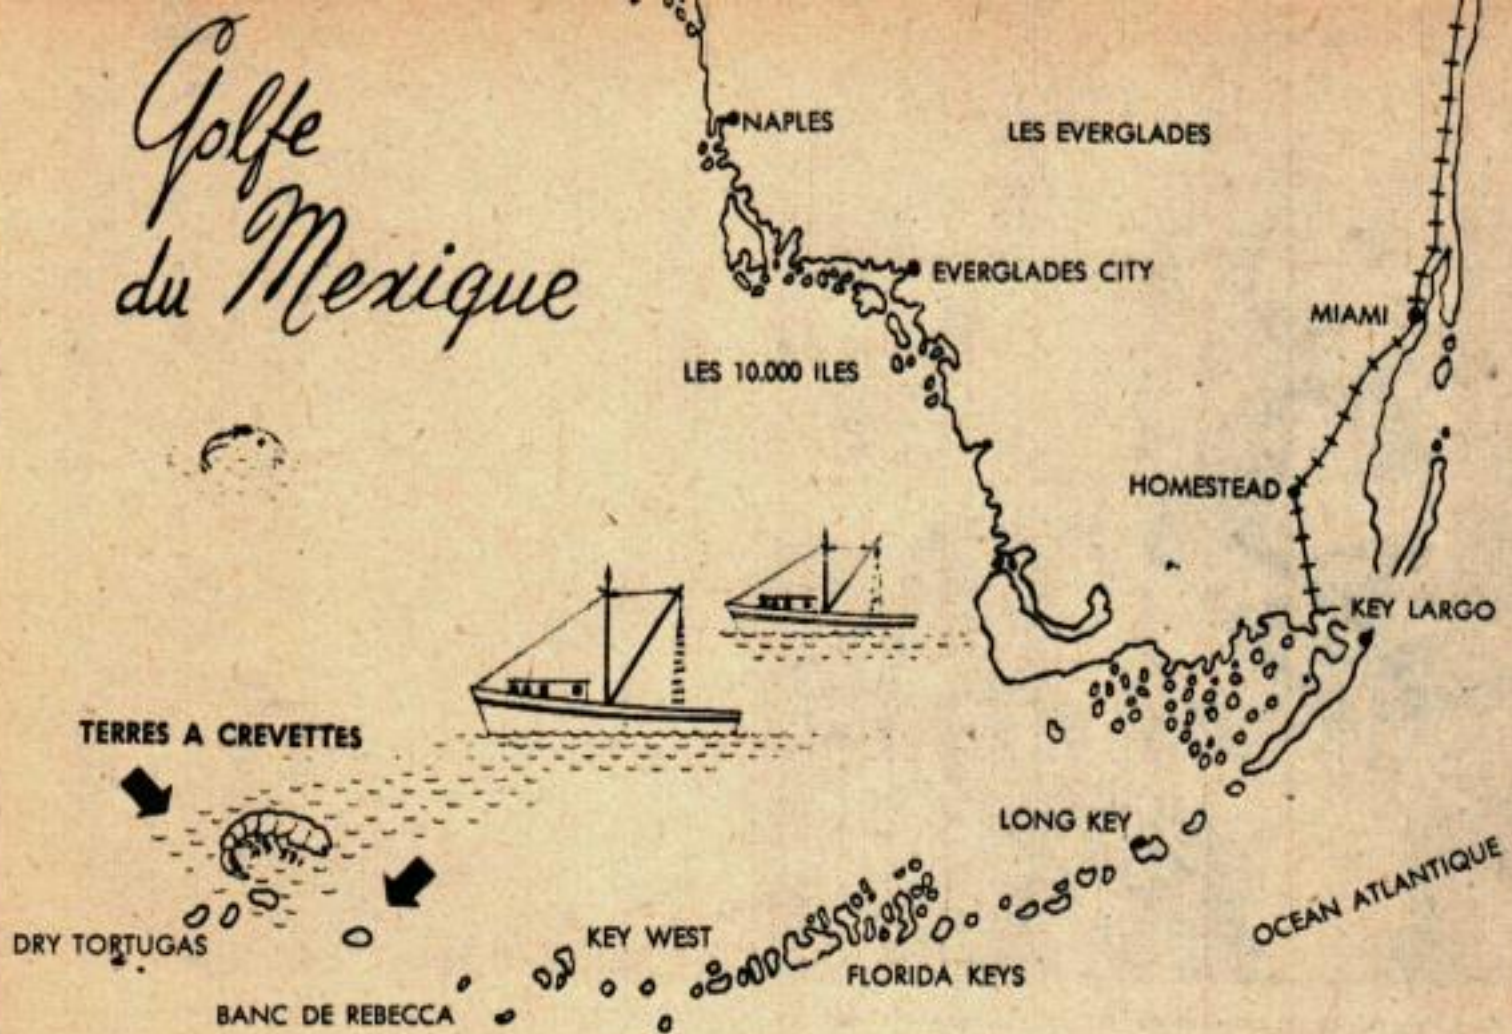 Golfe
du Mexique
NAPLES
LES EVERGLADES
EVERGLADES CITY
MIAMI
LES 10.000 ILES
HOMESTEAD
KEY LARGO
TERRES A CREVETTES
LONG KEY
OCEAN ATLANTIQUE
DRY TORTUGAS
KEY WEST
FLORIDA KEYS
BANC DE REBECCA